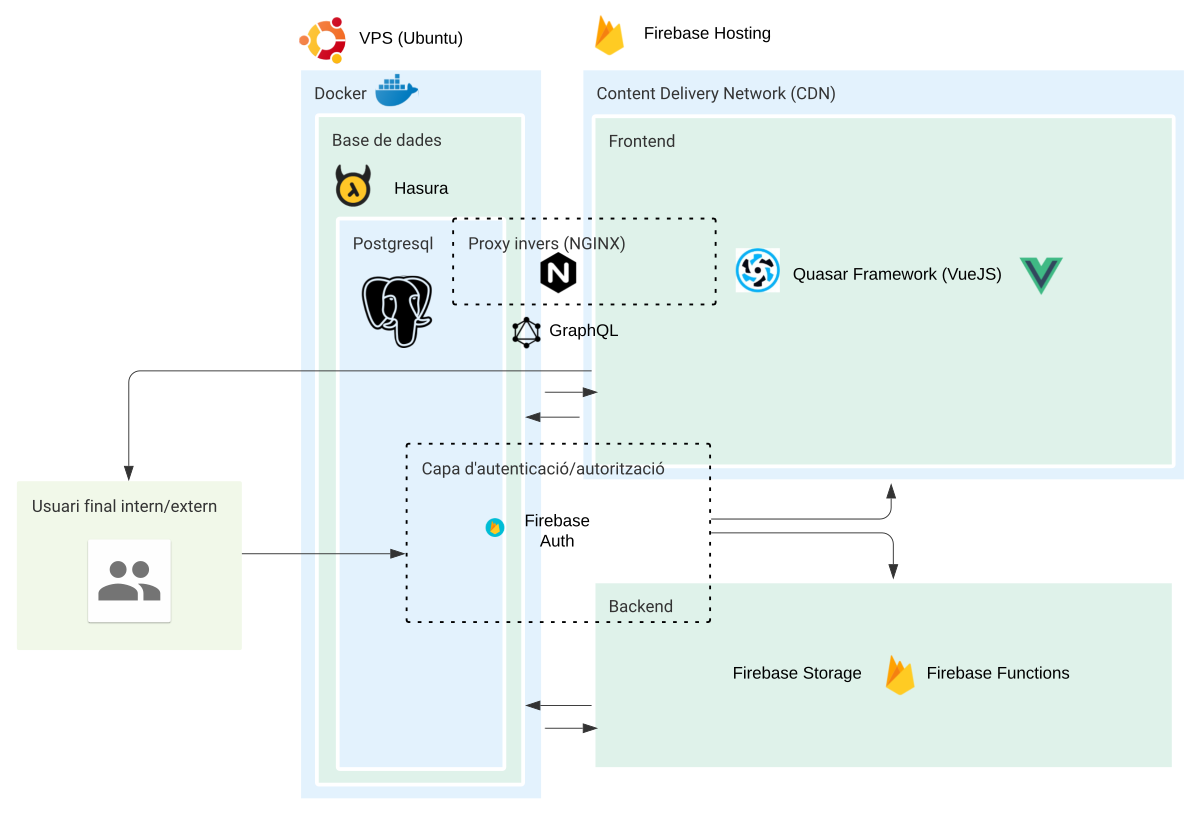 VPS (Ubuntu)
Firebase Hosting
Docker
Content Delivery Network (CDN)
Base de dades
Frontend
Hasura
Postgresql
Proxy invers (NGINX)
Quasar Framework (VueJS)
GraphQL
Capa d'autenticació/autorització
Usuari final intern/extern
Firebase
Auth
Backend
Firebase Storage
Firebase Functions